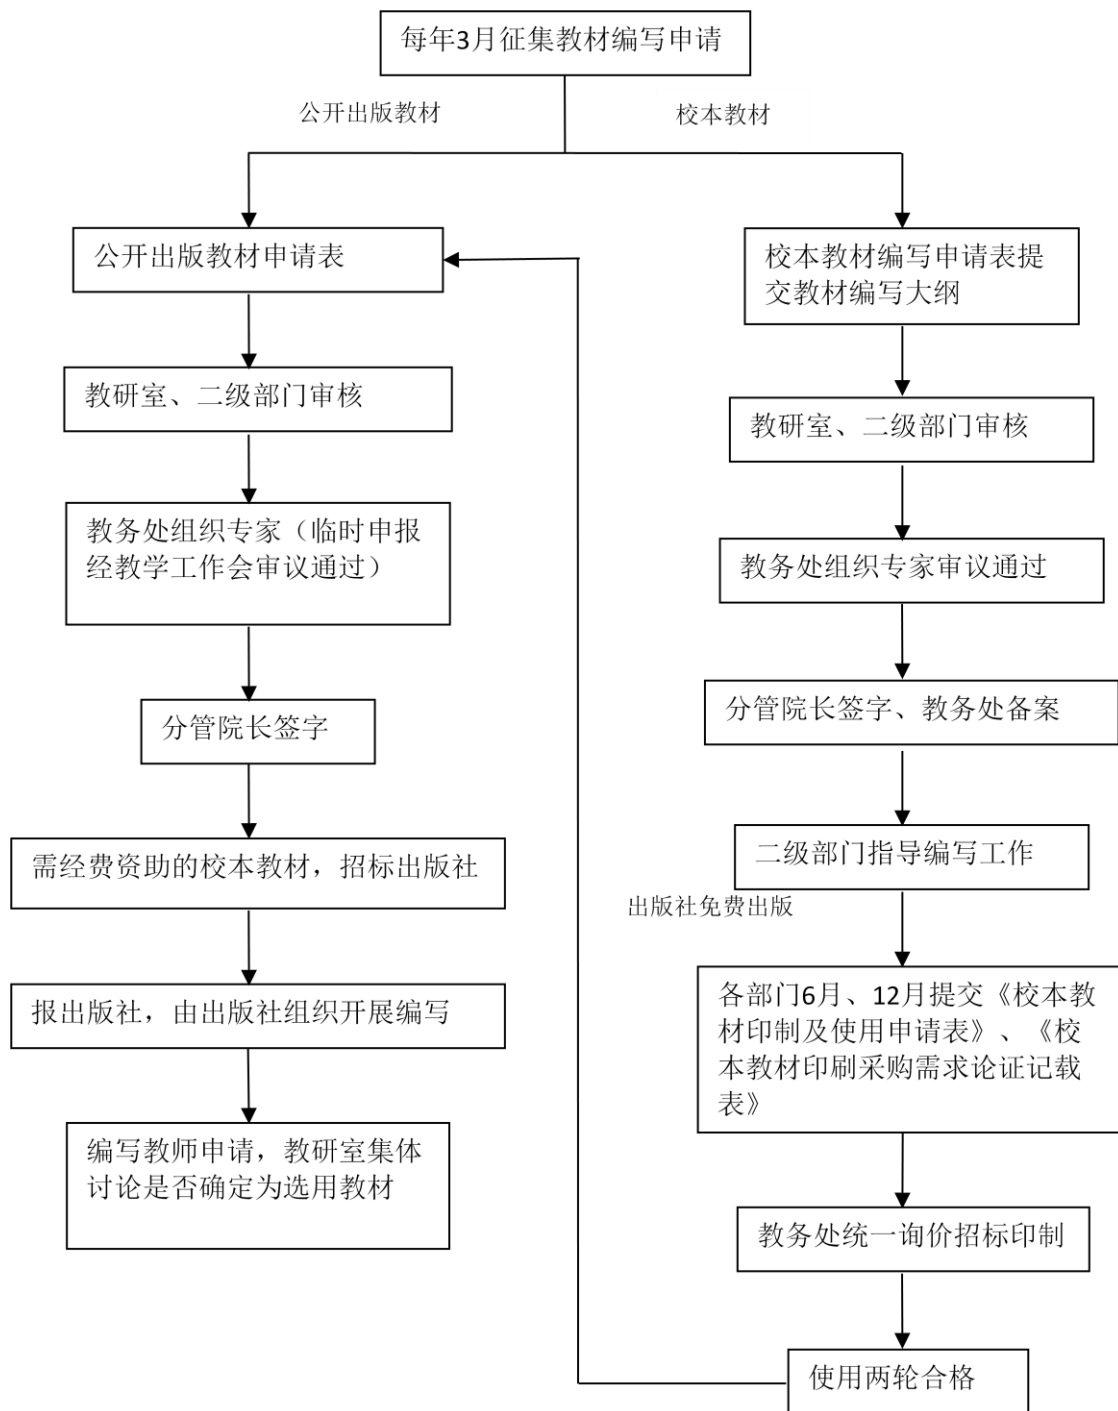 每年3月征集教材编写申请
公开出版教材
校本教材
公开出版教材申请表
教研室、二级部门审核
教务处组织专家（临时申报
经教学工作会审议通过）
分管院长签字
需经费资助的校本教材，招标出版社
报出版社，由出版社组织开展编写
编写教师申请，教研室集体
讨论是否确定为选用教材
校本教材编写申请表提
交教材编写大纲
教研室、二级部门审核
教务处组织专家审议通过
分管院长签字、教务处备案
二级部门指导编写工作
出版社免费出版
各部门6月、12月提交《校本教
材印制及使用申请表》、《校
本教材印刷采购需求论证记载
表》
教务处统一询价招标印制
使用两轮合格